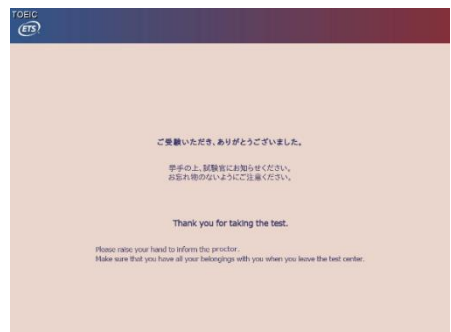 TOEIC
ETS
ご受験いただき、ありがとうございました。
挙手の上、試験官にお知らせください。
お忘れ物のないようにご注意ください。
Thank you for taking the test.
Please raise your hand to inform the proctor.
Make sure that you have all your belongings with you when you leave the test center.